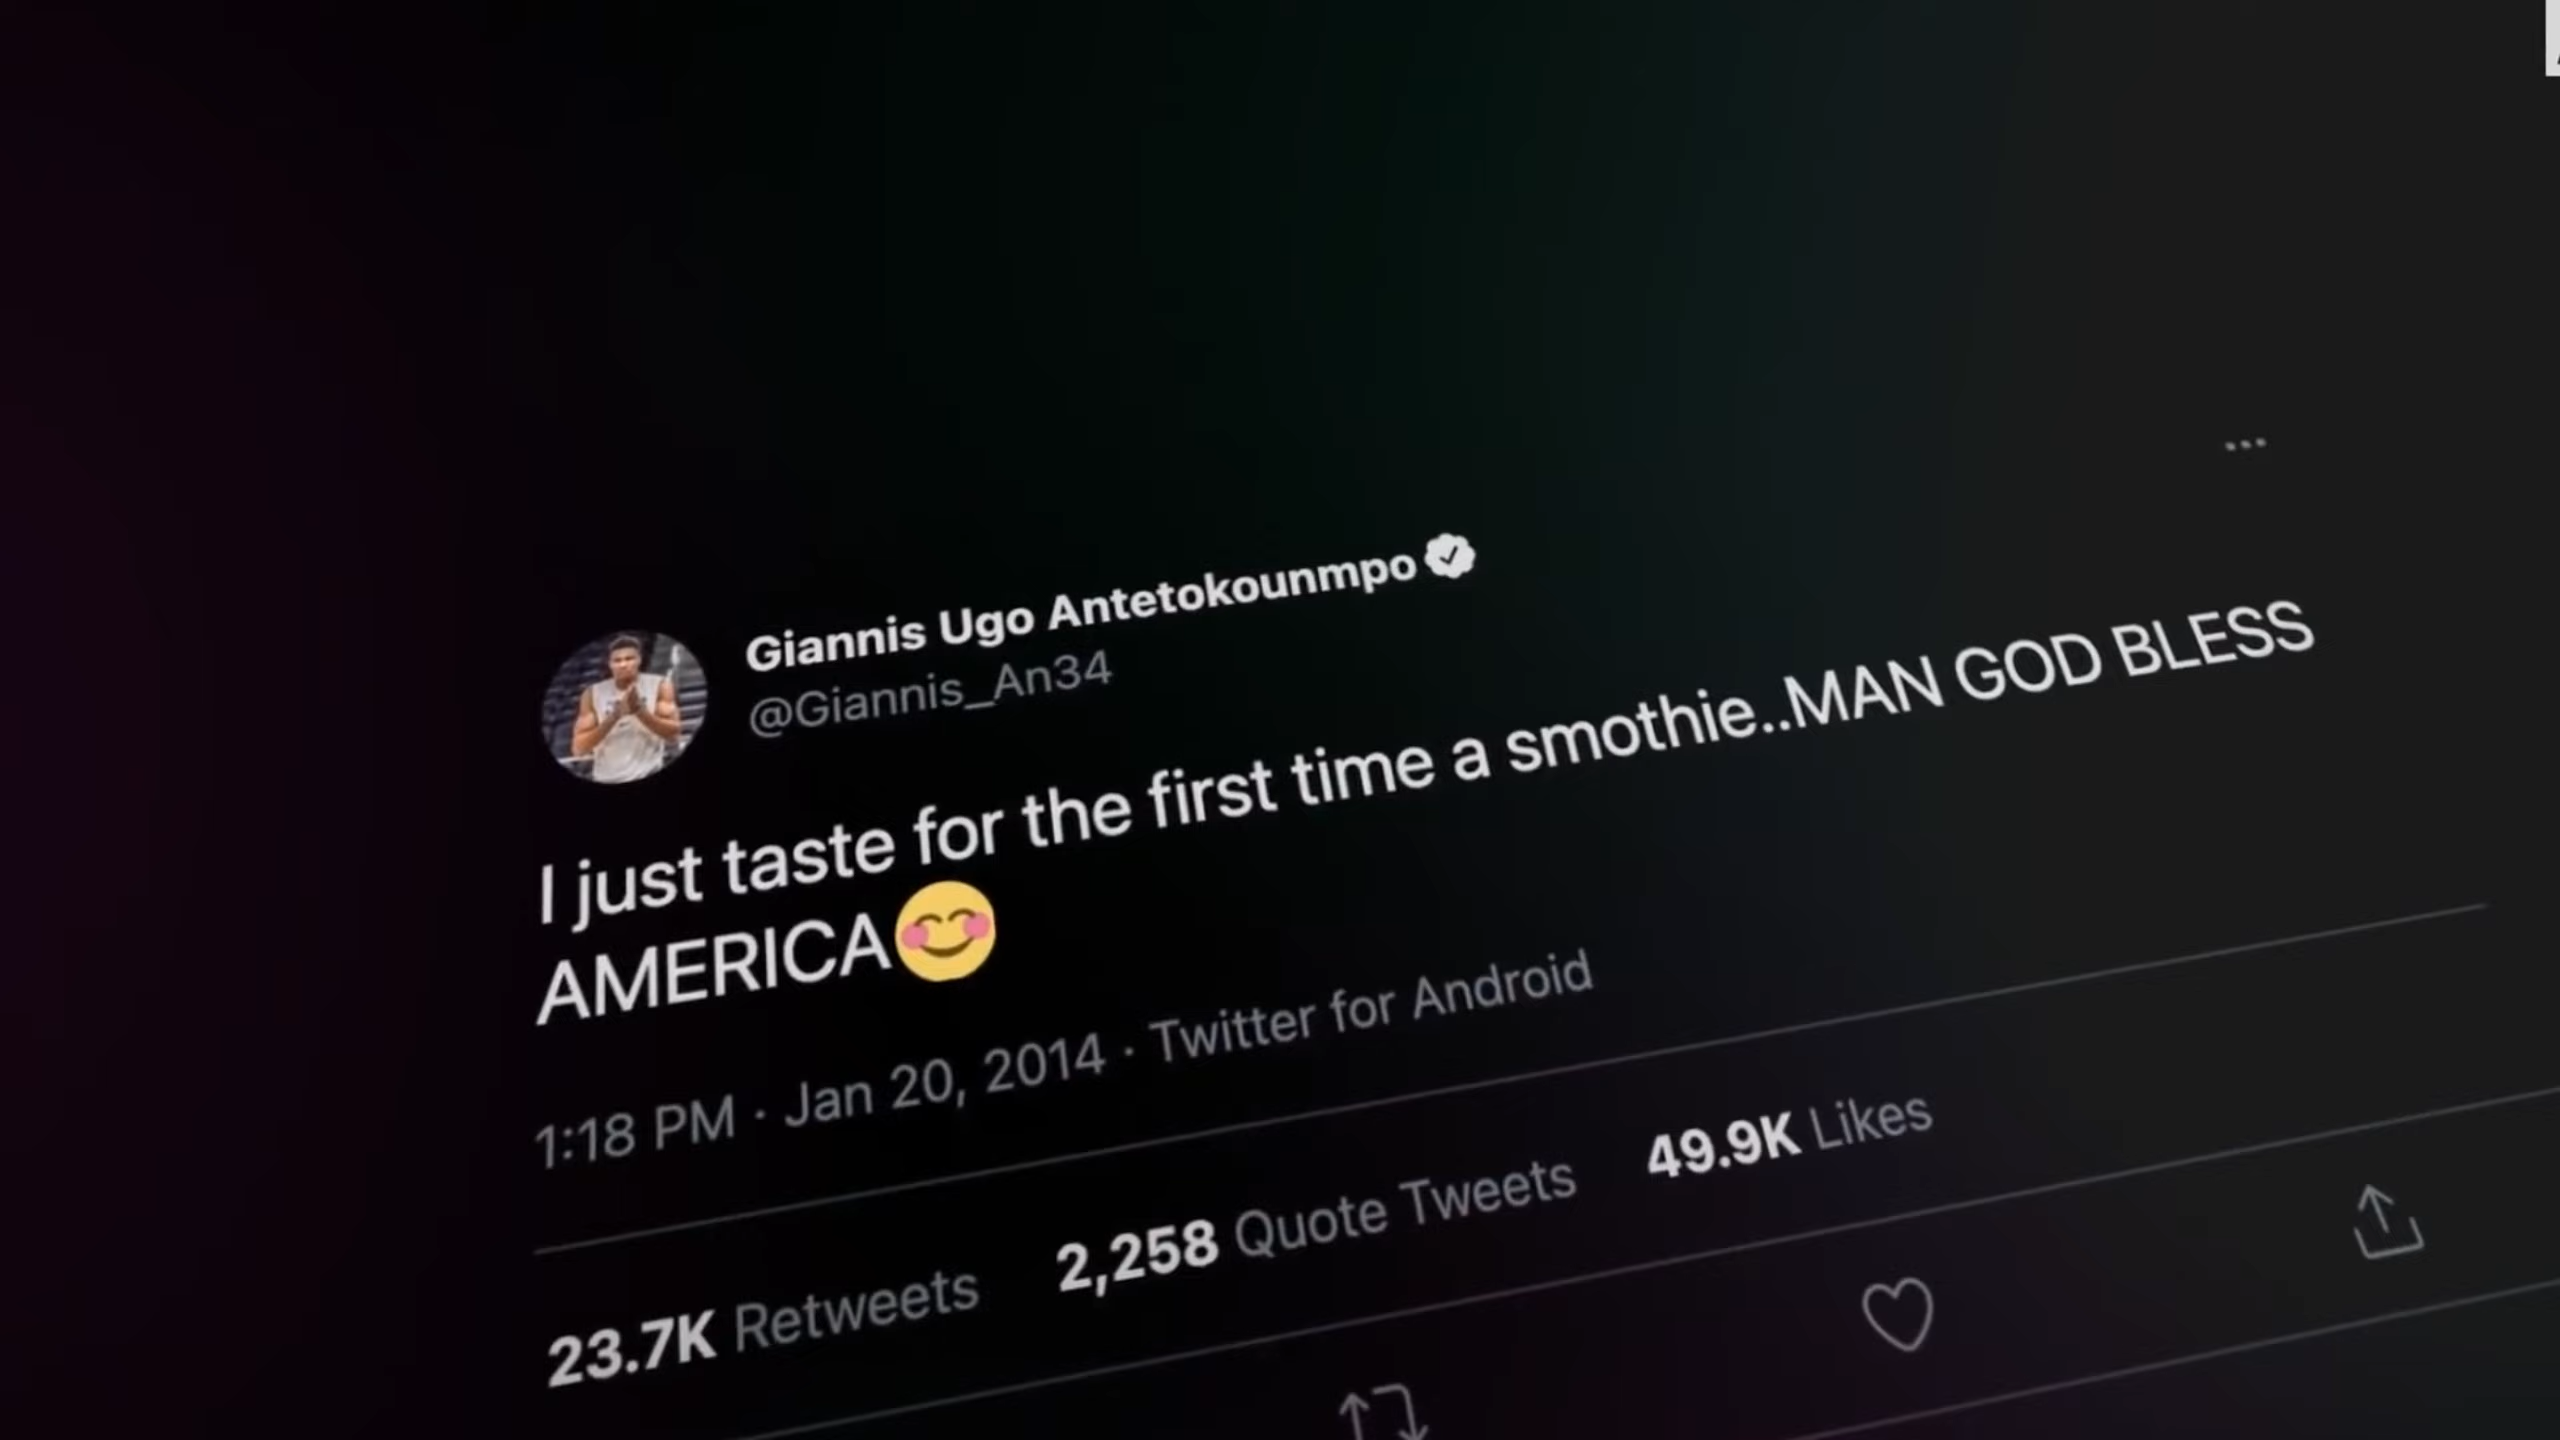 Giannis Ugo Antetokounmpo
@Giannis_An34
I just taste for the first time a smothie..MAN GOD BLESS
AMERICA😊
1:18 PM · Jan 20, 2014 · Twitter for Android
23.7K Retweets 2,258 Quote Tweets 49.9K Likes